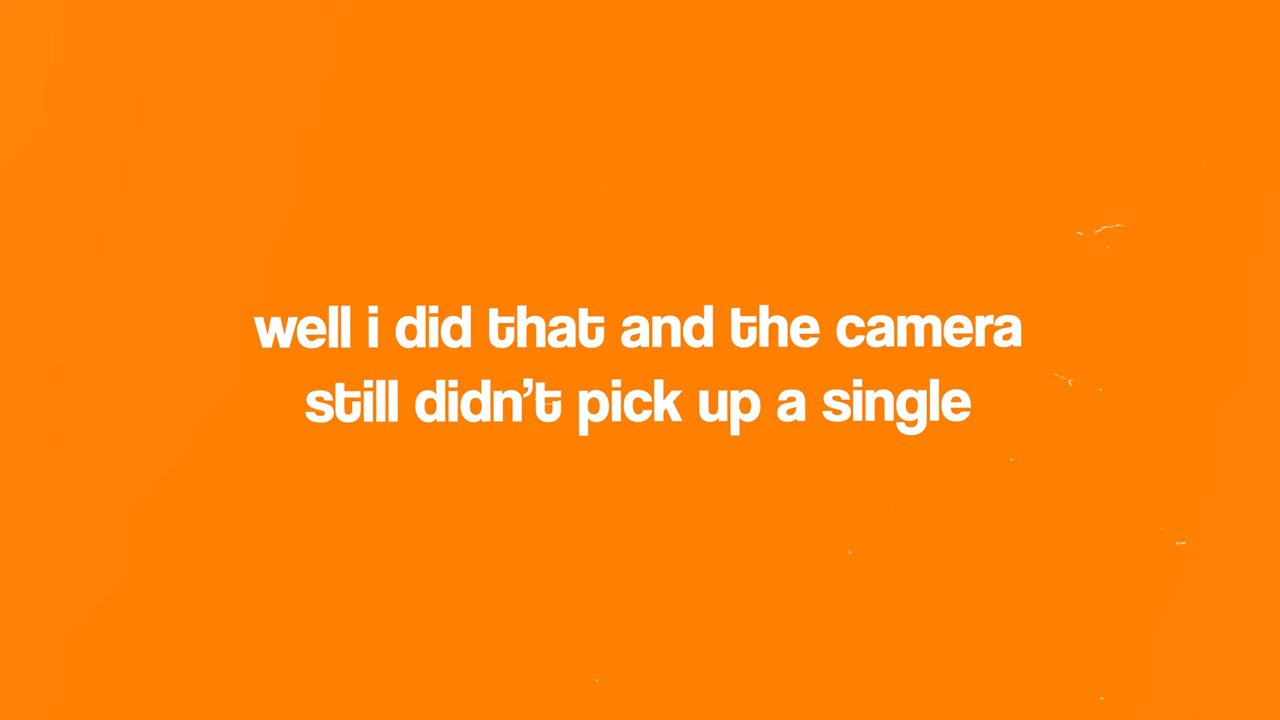 well i did that and the camera
still didn't pick up a single